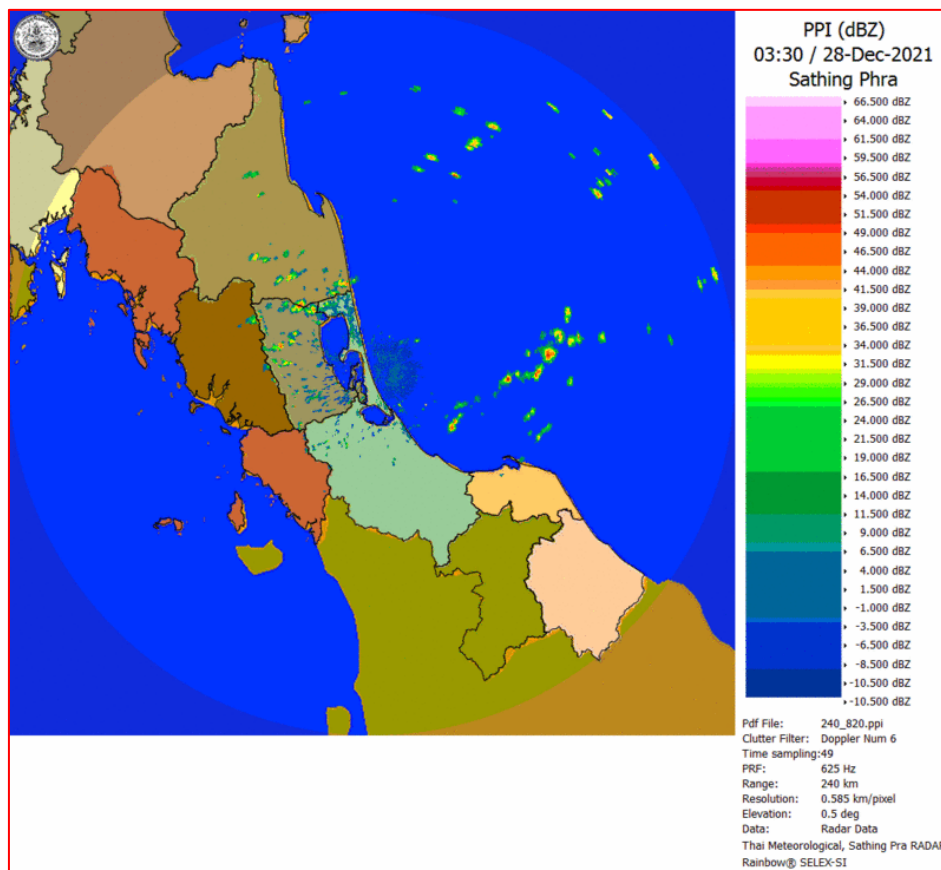 PPI (dBZ)
03:30 / 28-Dec-2021
Sathing Phra
66.500 dBZ
64.000 dBZ
61.500 dBZ
59.500 dBZ
56.500 dBZ
54.000 dBZ
51.500 dBZ
49.000 dBZ
46.500 dBZ
44.000 dBZ
41.500 dBZ
39.000 dBZ
36.500 dBZ
34.000 dBZ
31.500 dBZ
29.000 dBZ
26.500 dBZ
24.000 dBZ
21.500 dBZ
19.000 dBZ
16.500 dBZ
14.000 dBZ
11.500 dBZ
9.000 dBZ
6.500 dBZ
4.000 dBZ
1.500 dBZ
-1.000 dBZ
-3.500 dBZ
-6.500 dBZ
-8.500 dBZ
-10.500 dBZ
-10.500 dBZ
Pdf File: 240_820.ppi
Clutter Filter: Doppler Num 6
Time sampling:49
PRF: 625 Hz
Range: 240 km
Resolution: 0.585 km/pixel
Elevation: 0.5 deg
Data: Radar Data
Thai Meteorological, Sathing Pra RADAR
Rainbow® SELEX-SI